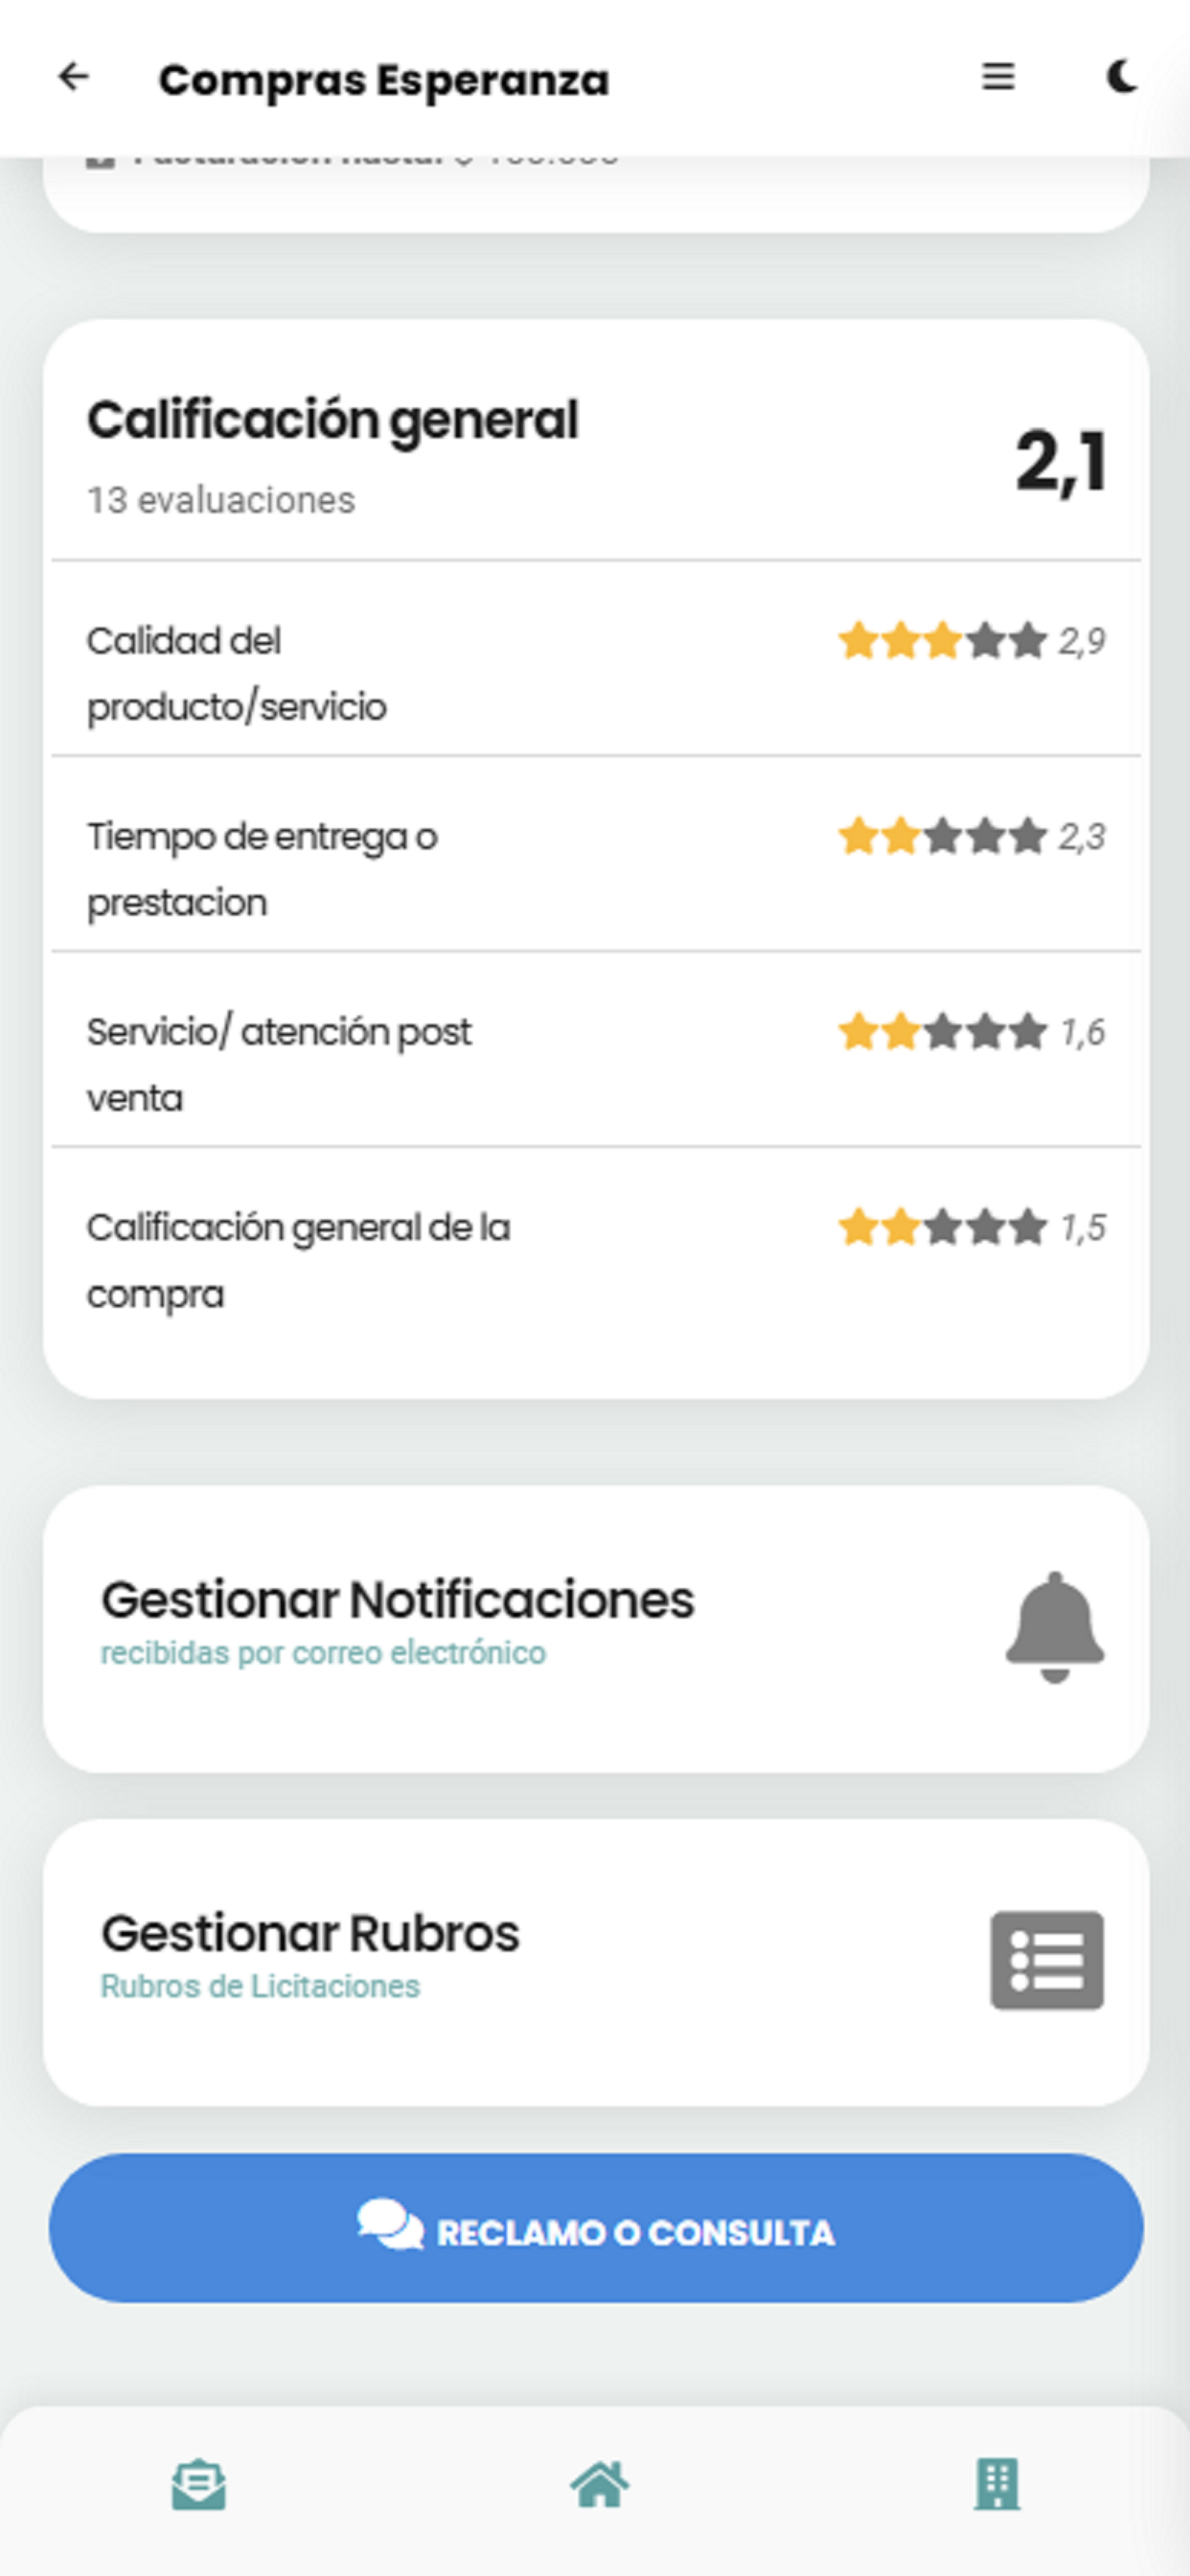 Compras Esperanza
Calificación general
13 evaluaciones
2,1
Calidad del
producto/servicio
2,9
Tiempo de entrega o
prestacion
2,3
Servicio/ atención post
venta
1,6
Calificación general de la
compra
1,5
Gestionar Notificaciones
recibidas por correo electrónico
Gestionar Rubros
Rubros de Licitaciones
RECLAMO O CONSULTA